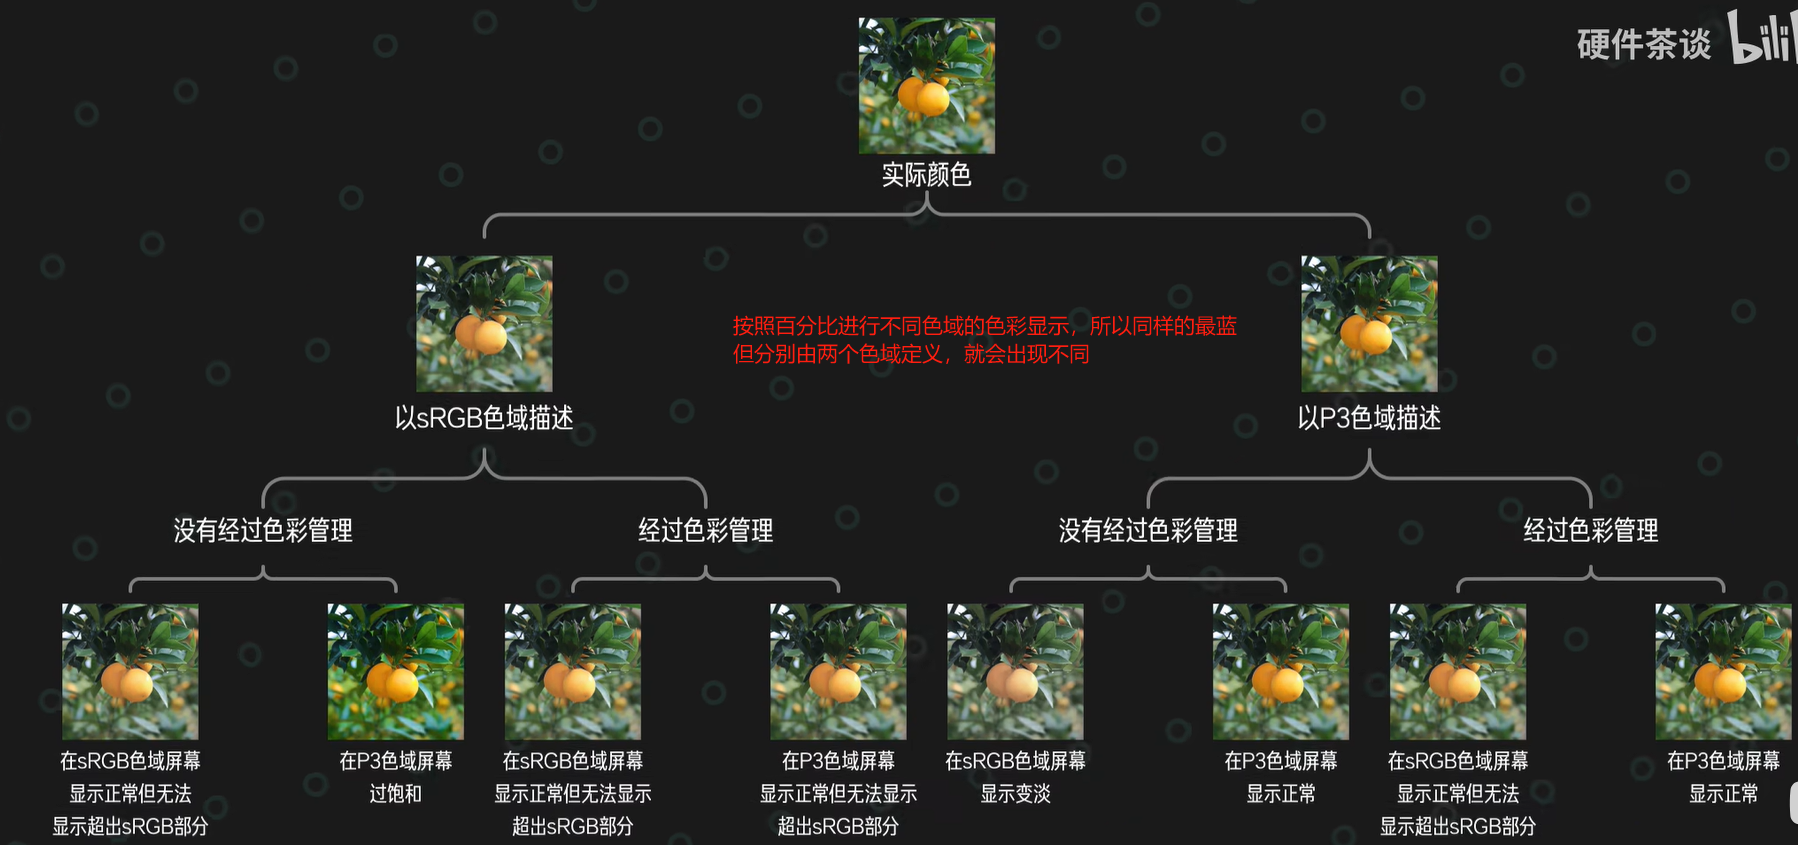 硬件茶谈 bili
实际颜色
按照百分比进行不同色域的色彩显示，所以同样的最蓝
但分别由两个色域定义，就会出现不同
以sRGB色域描述
以P3色域描述
没有经过色彩管理
经过色彩管理
没有经过色彩管理
经过色彩管理
在sRGB色域屏幕
显示正常但无法
显示超出sRGB部分
在P3色域屏幕
过饱和
在sRGB色域屏幕
显示正常但无法显示
超出sRGB部分
在P3色域屏幕
显示正常但无法显示
超出sRGB部分
在sRGB色域屏幕
显示变淡
在P3色域屏幕
显示正常
在sRGB色域屏幕
显示正常但无法
显示超出sRGB部分
在P3色域屏幕
显示正常